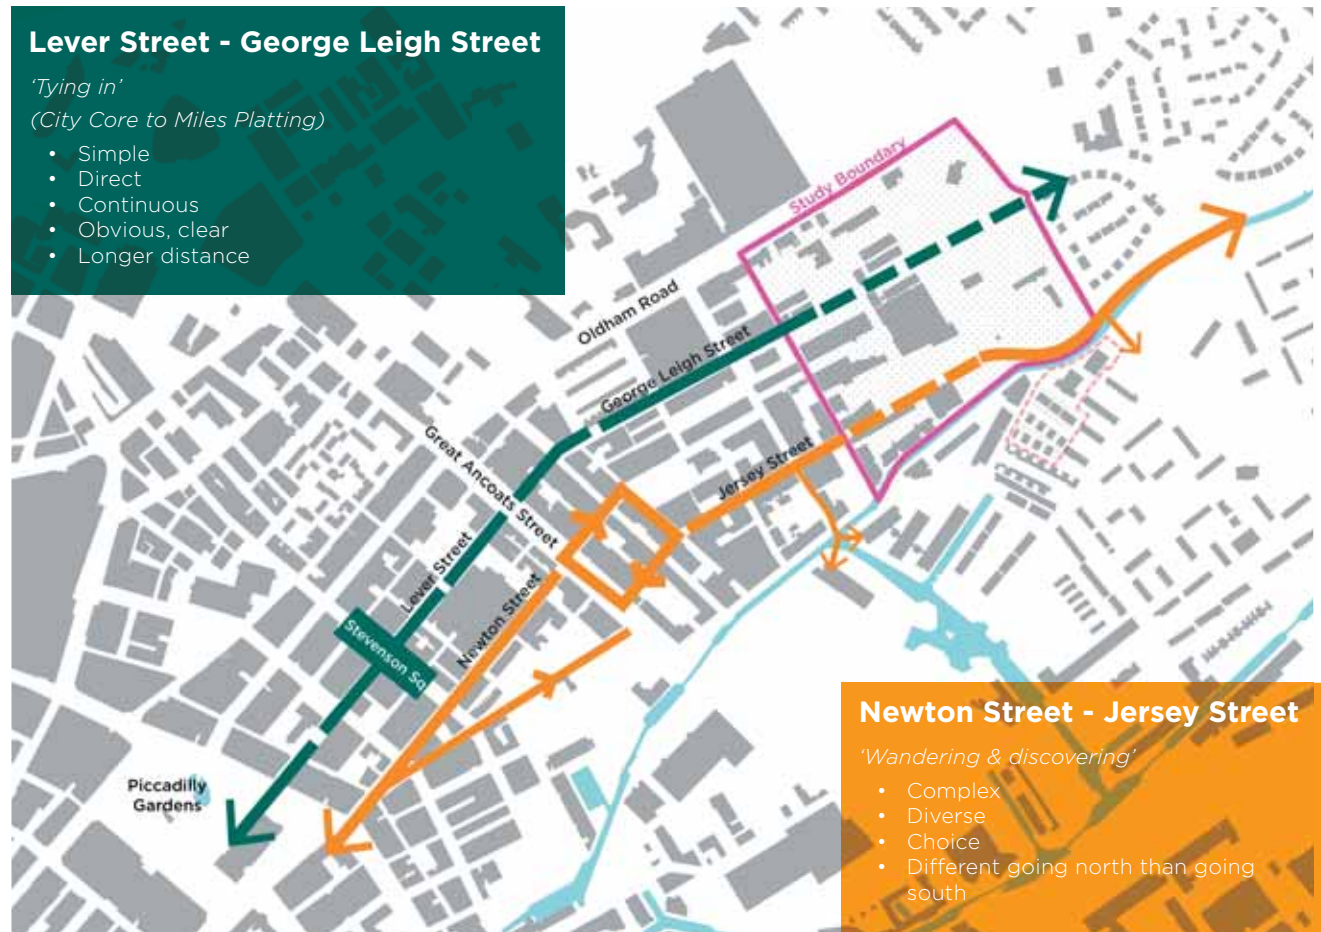 Lever Street - George Leigh Street
‘Tying in’
(City Core to Miles Platting)
• Simple
• Direct
• Continuous
• Obvious, clear
• Longer distance
Study Boundary
Oldham Road
George Leigh Street
Great Ancoats Street
Jersey Street
Lever Street
Newton Street
Stevenson Sq
Piccadilly
Gardens
Newton Street - Jersey Street
‘Wandering & discovering’
• Complex
• Diverse
• Choice
• Different going north than going
south